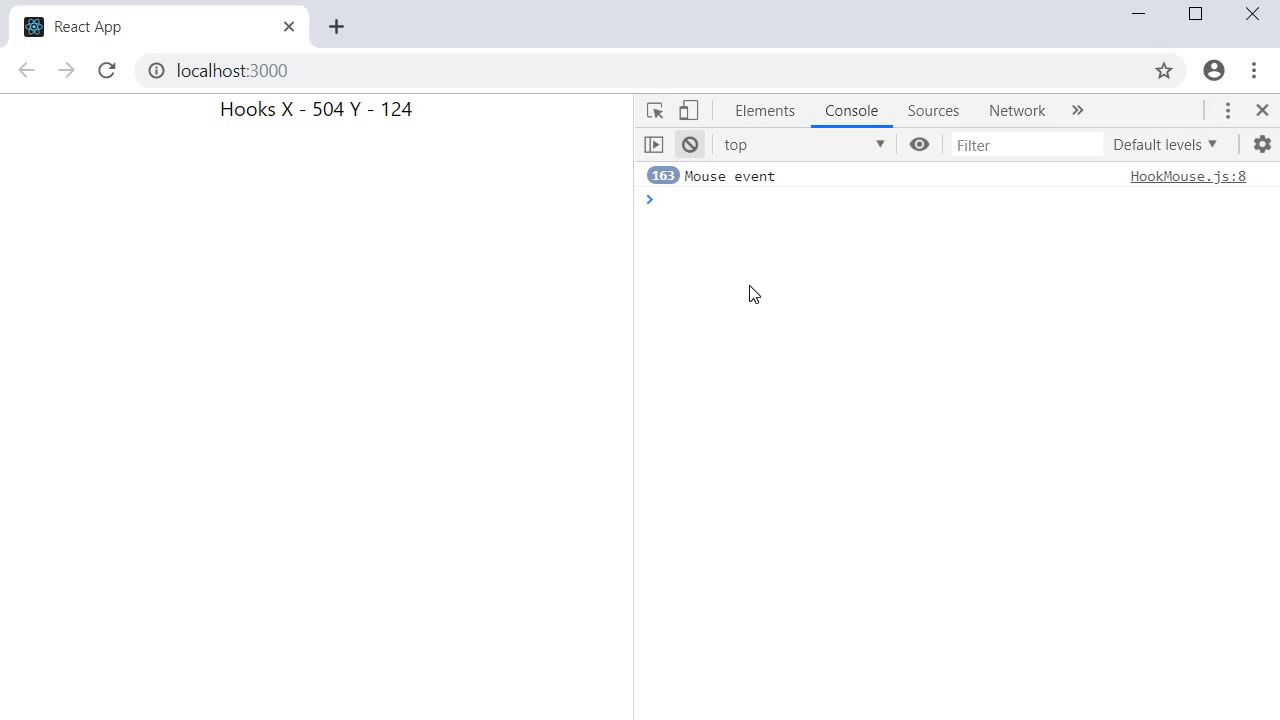 React App
localhost:3000
Hooks X - 504 Y - 124
Elements Console Sources Network
top Filter Default levels
163 Mouse event HookMouse.js:8